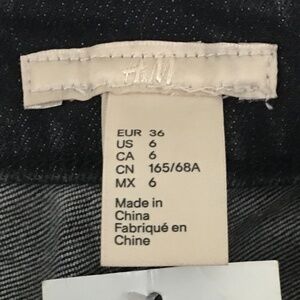 H&M
EUR 36
US 6
CA 6
CN 165/68A
MX 6
Made in
China
Fabriqué en
Chine